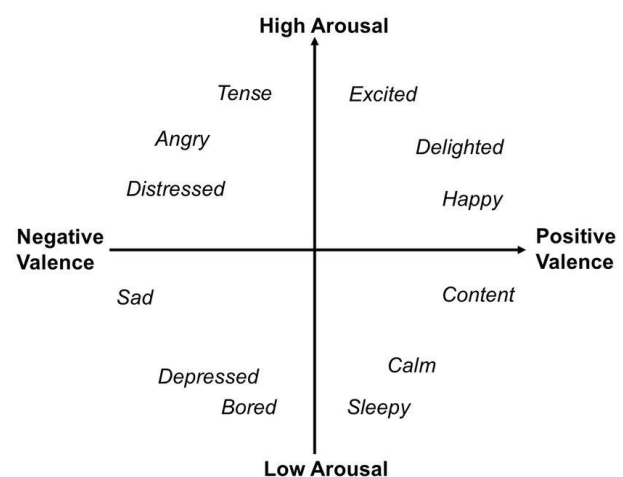 High Arousal
Tense
Excited
Angry
Delighted
Distressed
Happy
Negative
Valence
Positive
Valence
Sad
Content
Calm
Depressed
Bored
Sleepy
Low Arousal